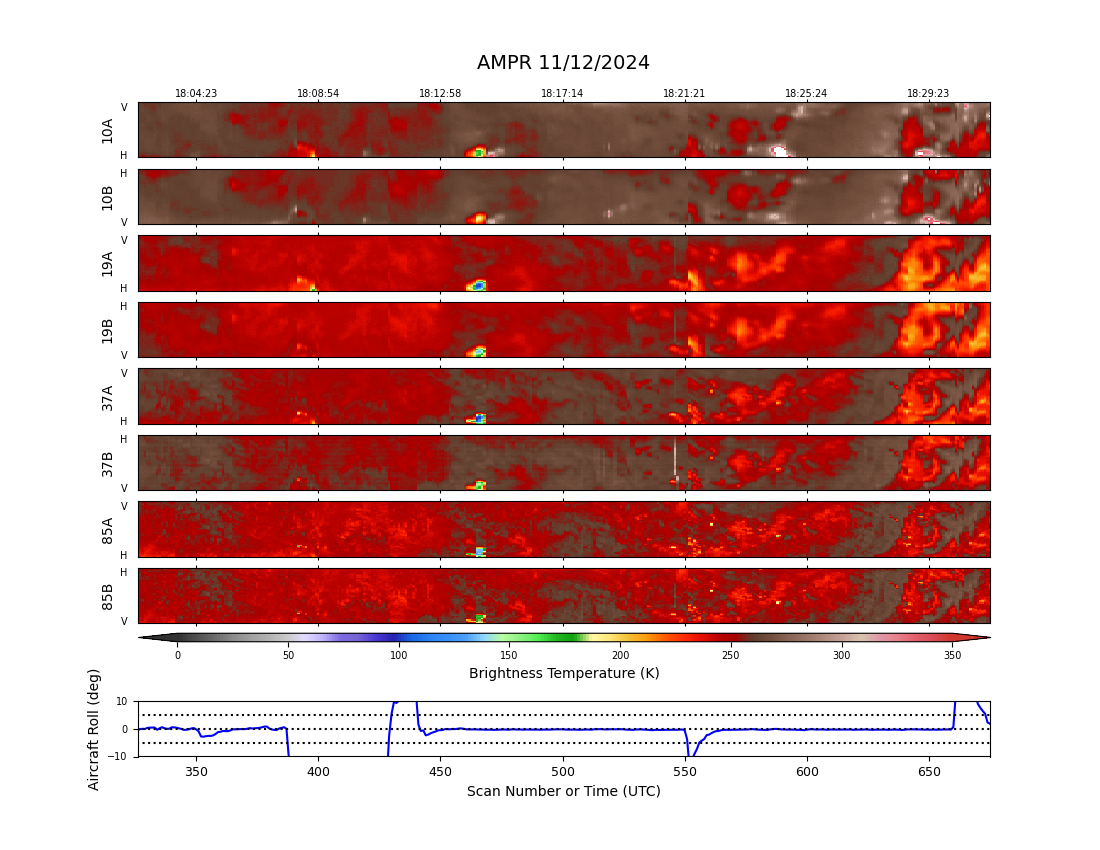 AMPR 11/12/2024
18:04:23 18:08:54 18:12:58 18:17:14 18:21:21 18:25:24 18:29:23
V
10A
H
H
10B
V
V
19A
H
H
19B
V
V
37A
H
H
37B
V
V
85A
H
H
85B
V
0 50 100 150 200 250 300 350
Brightness Temperature (K)
Aircraft Roll (deg)
10
0
−10
350 400 450 500 550 600 650
Scan Number or Time (UTC)